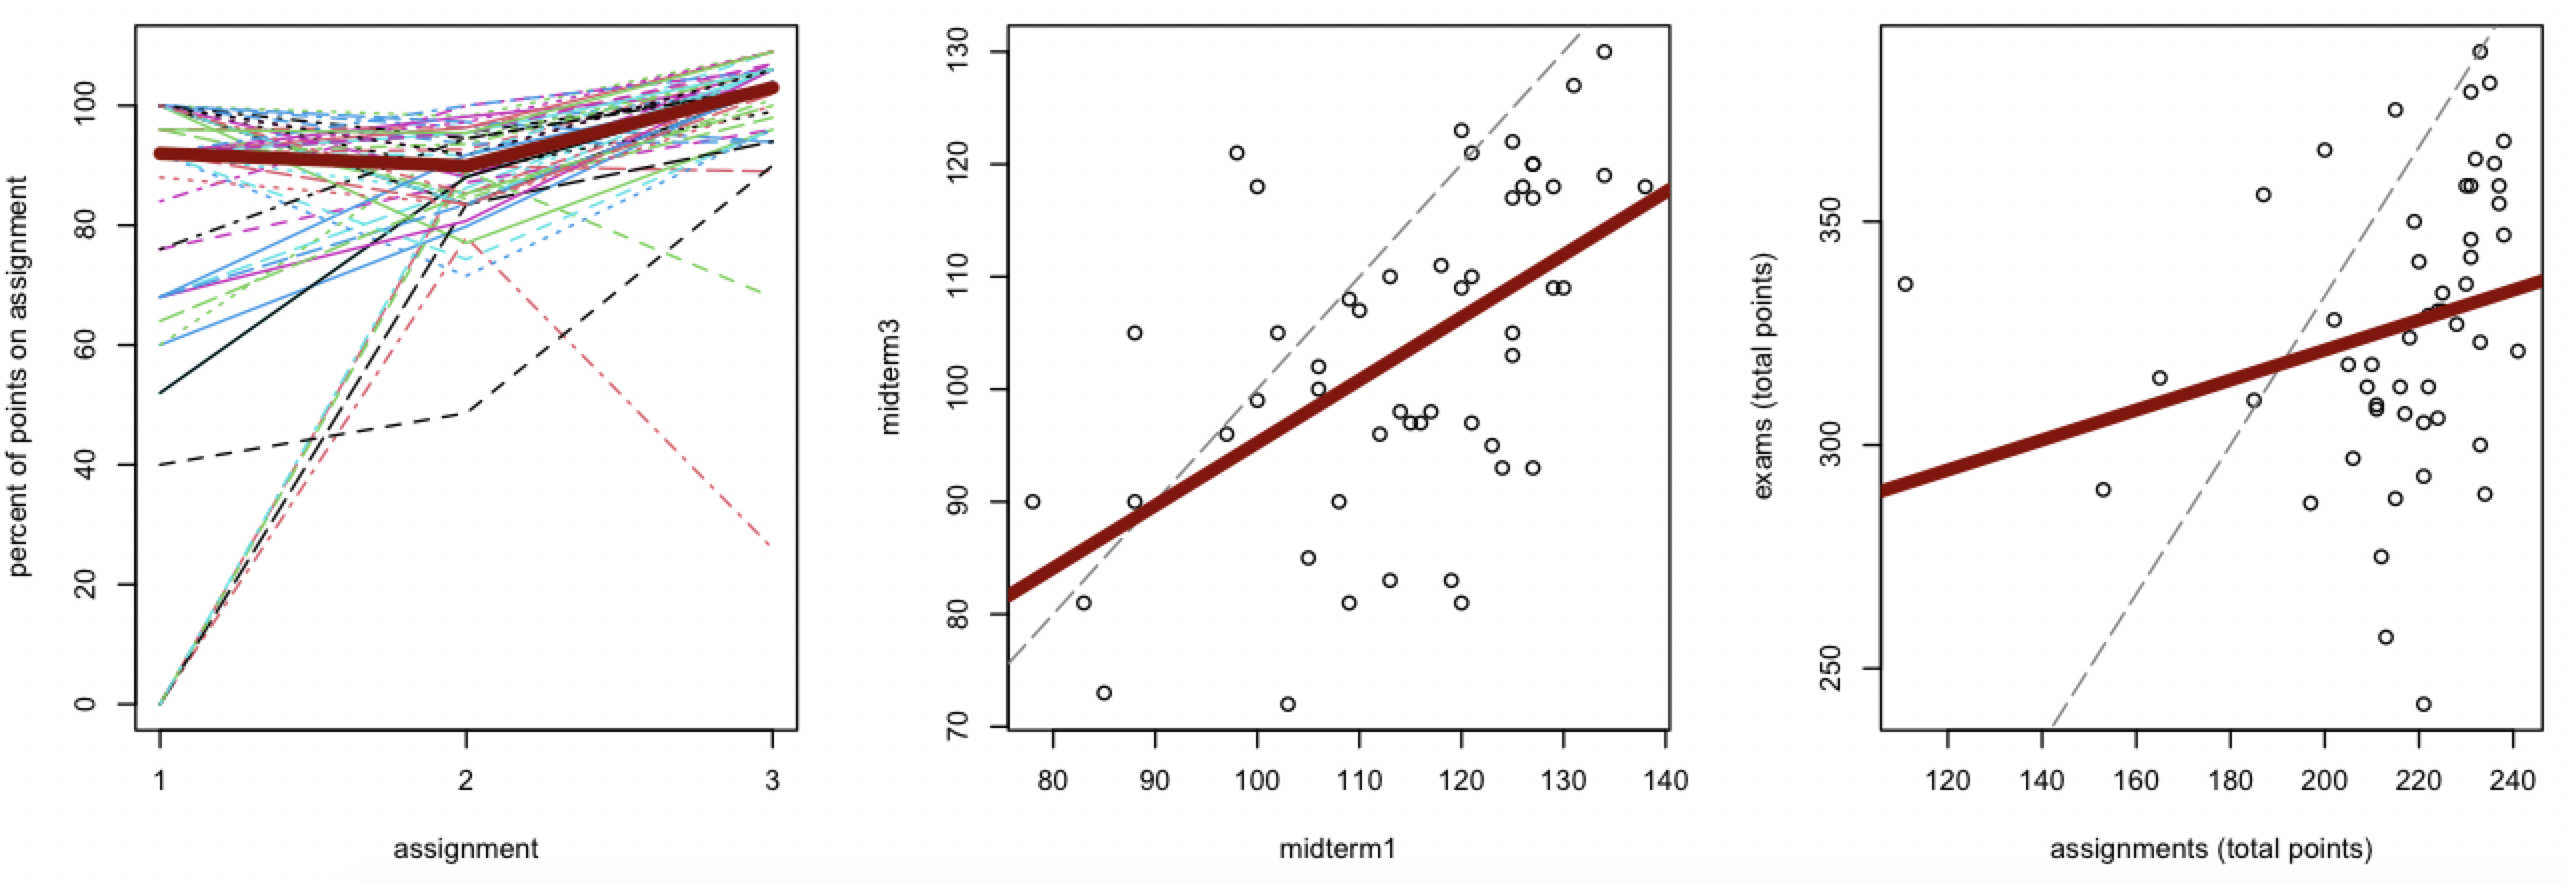 percent of points on assignment
100
80
60
40
20
0
1 2 3
assignment
midterm3
130
120
110
100
90
80
70
80 90 100 110 120 130 140
midterm1
exams (total points)
350
300
250
120 140 160 180 200 220 240
assignments (total points)